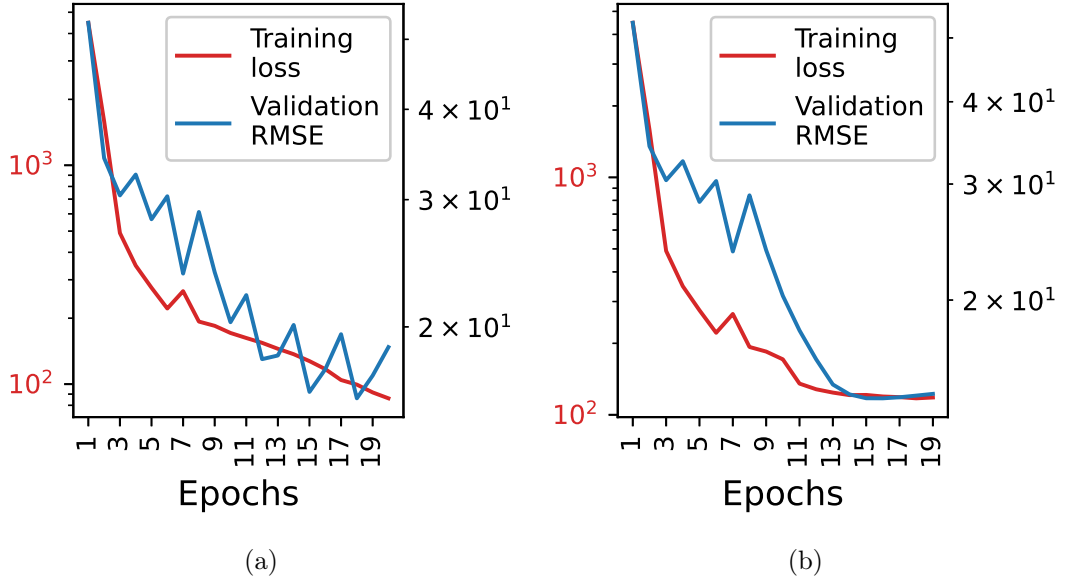 Training
loss
Validation
RMSE
10³
10²
4 × 10¹
3 × 10¹
2 × 10¹
1 3 5 7 9 11 13 15 17 19
Epochs
(a)
Training
loss
Validation
RMSE
10³
10²
4 × 10¹
3 × 10¹
2 × 10¹
1 3 5 7 9 11 13 15 17 19
Epochs
(b)